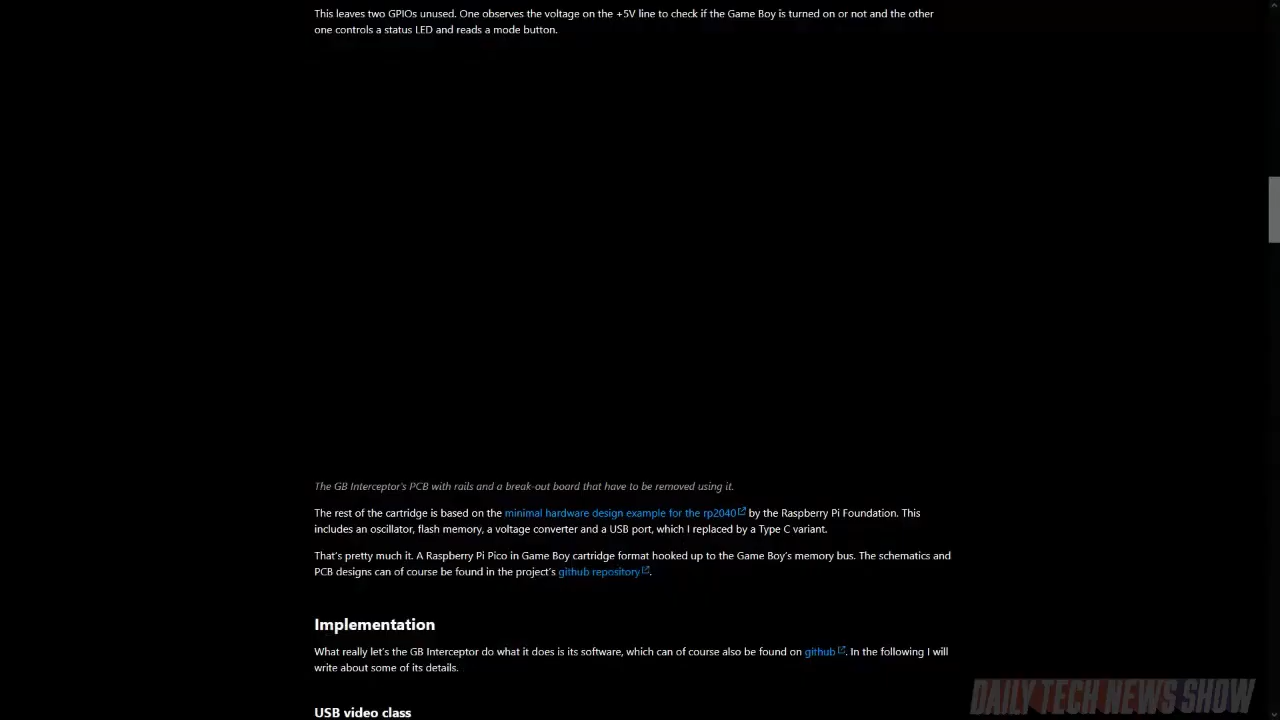 This leaves two GPIOs unused. One observes the voltage on the +5V line to check if the Game Boy is turned on or not and the other
one controls a status LED and reads a mode button.
The GB Interceptor's PCB with rails and a break-out board that have to be removed using it.
The rest of the cartridge is based on the minimal hardware design example for the rp2040 by the Raspberry Pi Foundation. This
includes an oscillator, flash memory, a voltage converter and a USB port, which I replaced by a Type C variant.
That's pretty much it. A Raspberry Pi Pico in Game Boy cartridge format hooked up to the Game Boy's memory bus. The schematics and
PCB designs can of course be found in the project's github repository.
Implementation
What really let's the GB Interceptor do what it does is its software, which can of course also be found on github. In the following I will
write about some of its details.
USB video class
DAILY TECH NEWS SHOW